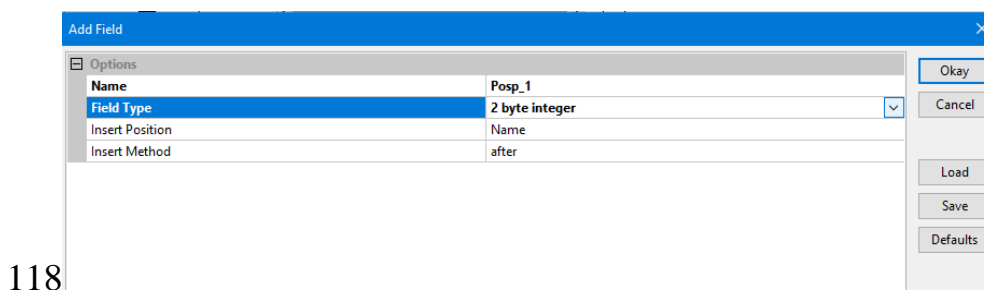 Add Field
Options
Name Posp_1
Field Type 2 byte integer
Insert Position Name
Insert Method after
Okay
Cancel
Load
Save
Defaults
118